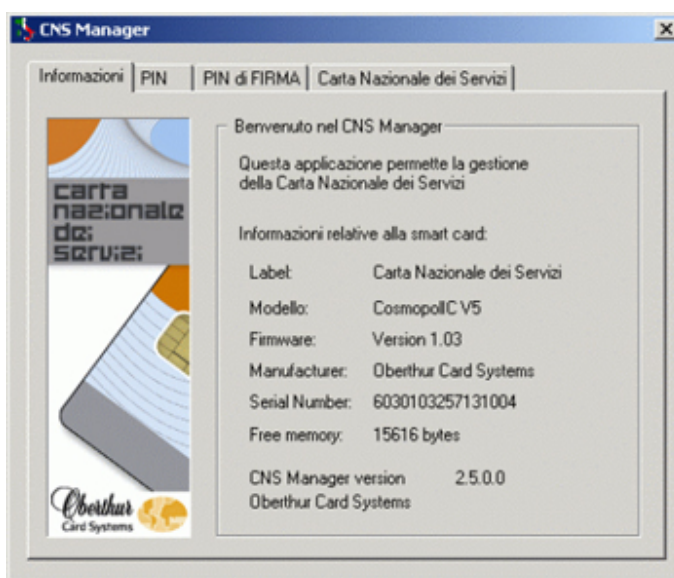 CNS Manager
Informazioni PIN PIN di FIRMA Carta Nazionale dei Servizi
Benvenuto nel CNS Manager
Questa applicazione permette la gestione
della Carta Nazionale dei Servizi
carta
nazionale
dei
servizi
Informazioni relative alla smart card:
Label: Carta Nazionale dei Servizi
Modello: CosmopolIC V5
Firmware: Version 1.03
Manufacturer: Oberthur Card Systems
Serial Number: 6030103257131004
Free memory: 15616 bytes
CNS Manager version 2.5.0.0
Oberthur Card Systems
Oberthur
Card Systems